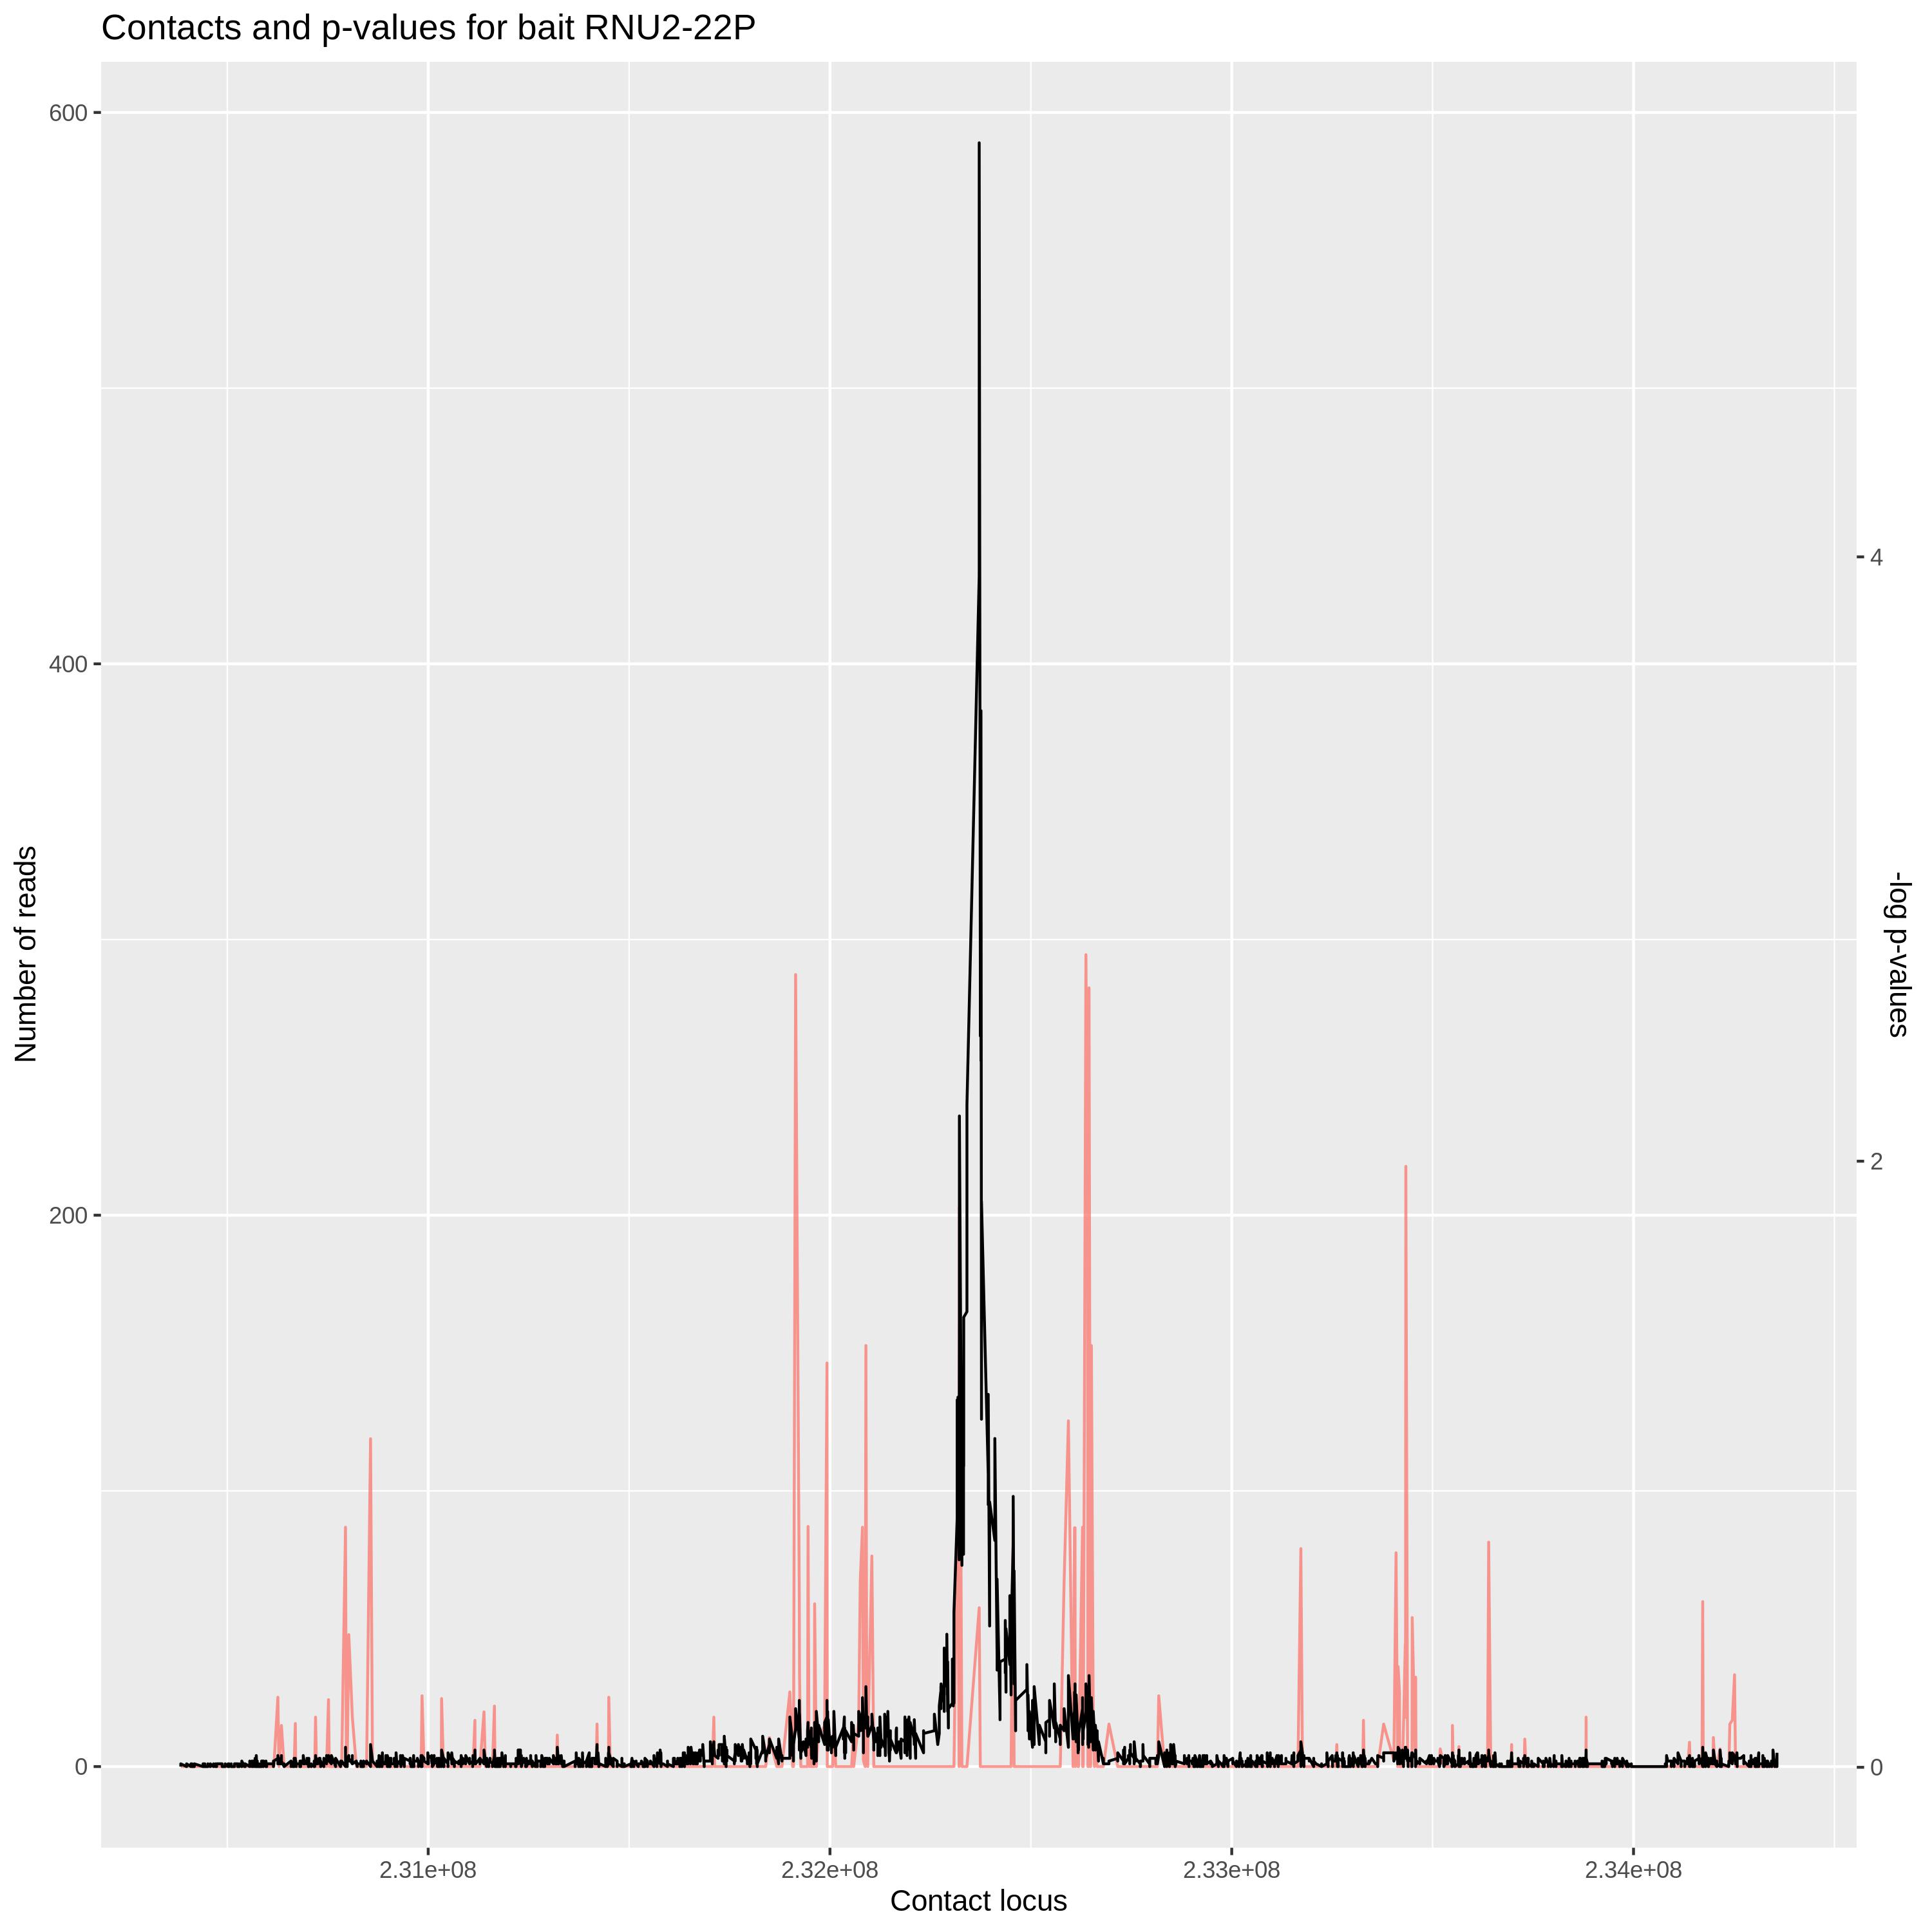 Contacts and p-values for bait RNU2-22P
600
400
200
0
Number of reads
4
2
0
-log p-values
2.31e+08
2.32e+08
2.33e+08
2.34e+08
Contact locus